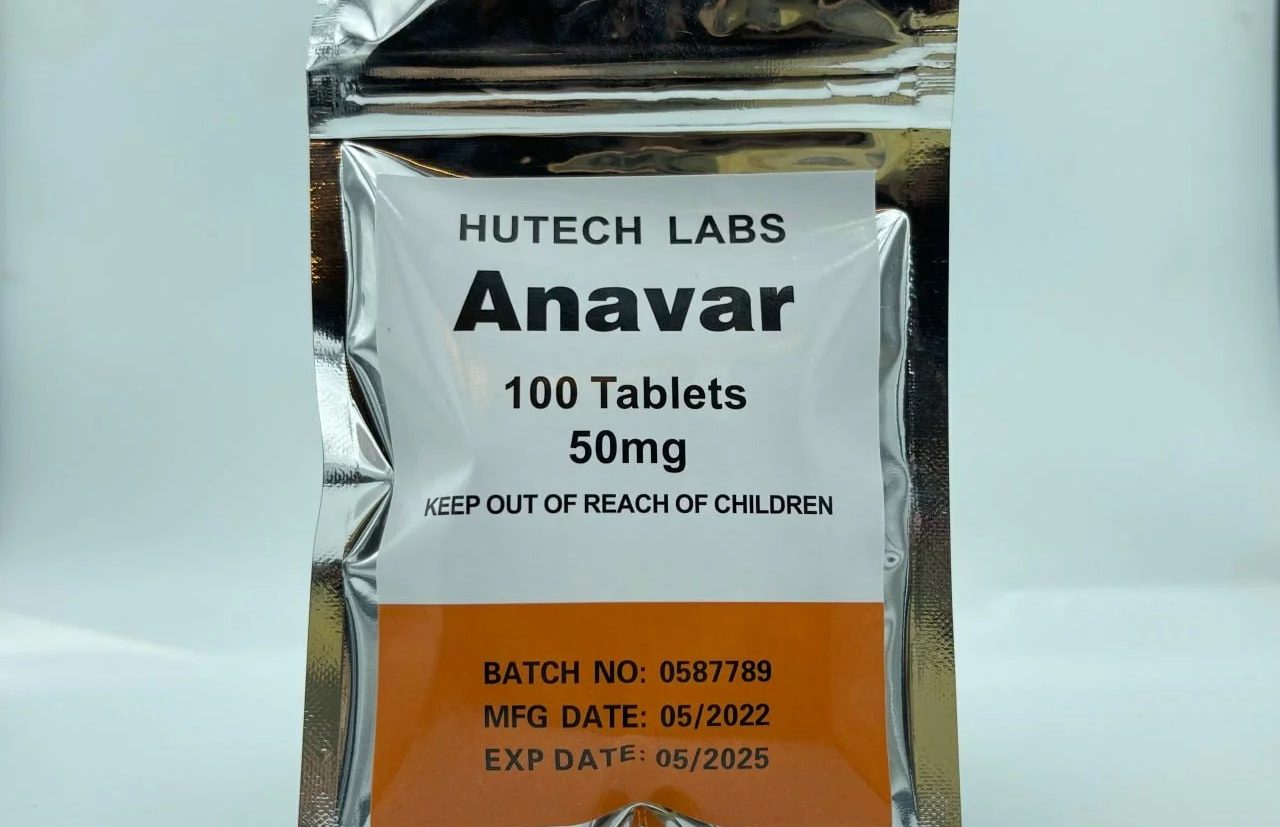 HUTECH LABS
Anavar
100 Tablets
50mg
KEEP OUT OF REACH OF CHILDREN
BATCH NO: 0587789
MFG DATE: 05/2022
EXP DATE: 05/2025